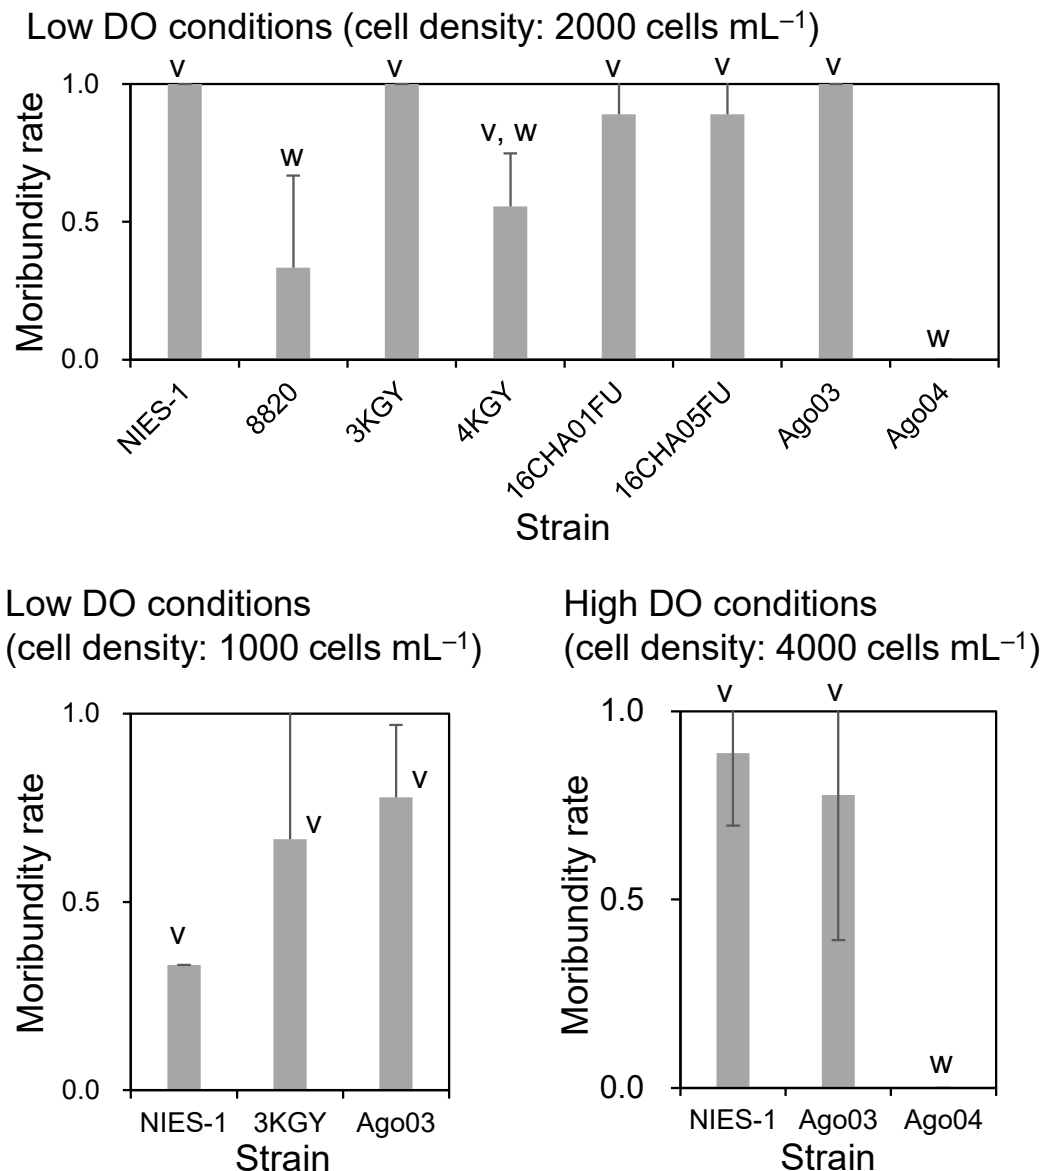 Low DO conditions (cell density: 2000 cells mL⁻¹)
v v v v v
v, w
w
w
1.0
0.5
0.0
Moribundity rate
NIES-1
8820
3KGY
4KGY
16CHA01FU
16CHA05FU
Ago03
Ago04
Strain
Low DO conditions
(cell density: 1000 cells mL⁻¹)
1.0
0.5
0.0
Moribundity rate
v
v
v
NIES-1 3KGY Ago03
Strain
High DO conditions
(cell density: 4000 cells mL⁻¹)
v v
1.0
0.5
0.0
Moribundity rate
w
NIES-1 Ago03 Ago04
Strain